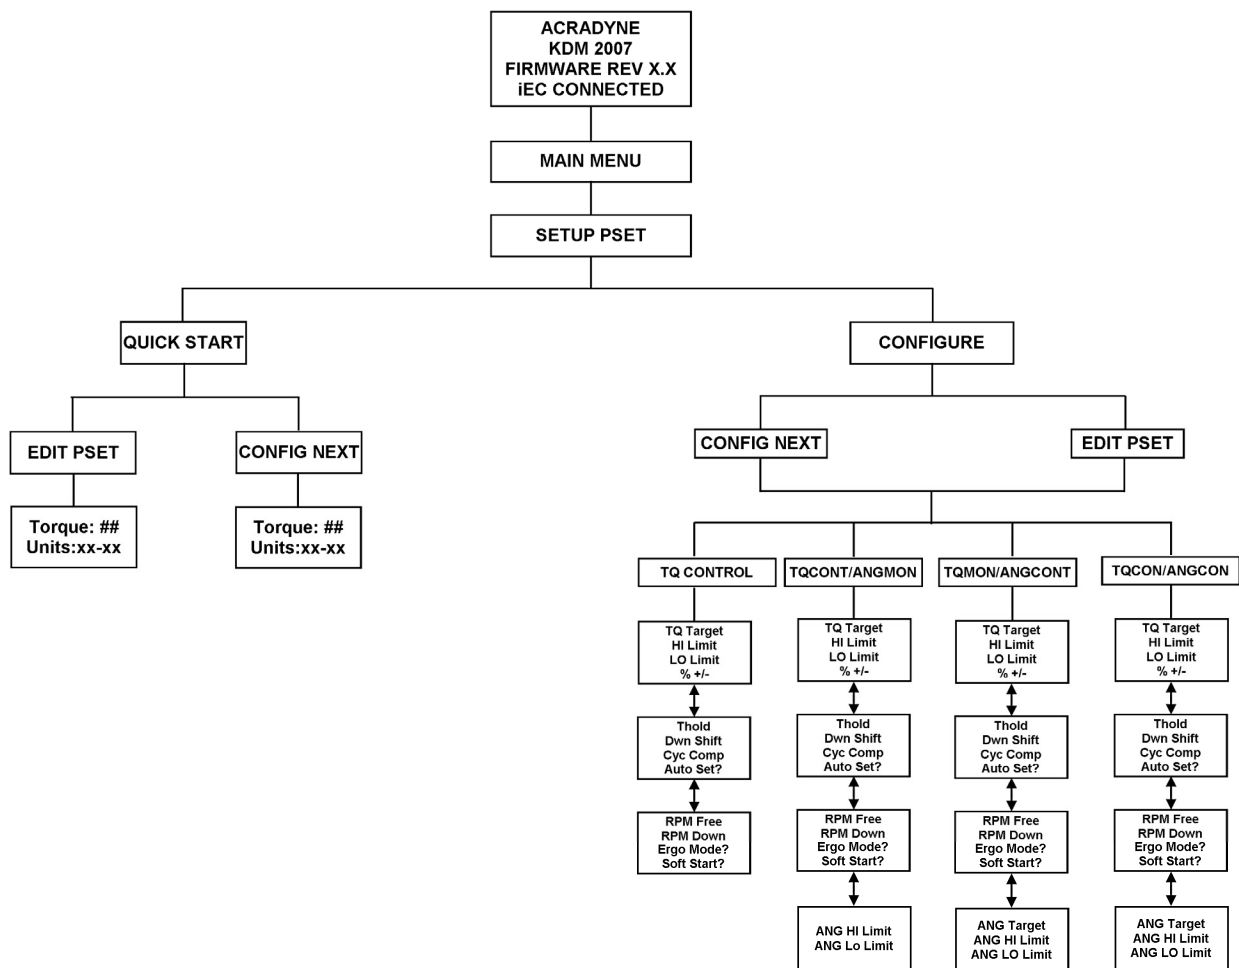 ACRADYNE
KDM 2007
FIRMWARE REV X.X
iEC CONNECTED
MAIN MENU
SETUP PSET
QUICK START
CONFIGURE
EDIT PSET
CONFIG NEXT
CONFIG NEXT
EDIT PSET
Torque: ##
Units:xx-xx
Torque: ##
Units:xx-xx
TQ CONTROL
TQCONT/ANGMON
TQMON/ANGCONT
TQCON/ANGCON
TQ Target
HI Limit
LO Limit
% +/-
TQ Target
HI Limit
LO Limit
% +/-
TQ Target
HI Limit
LO Limit
% +/-
TQ Target
HI Limit
LO Limit
% +/-
Thold
Dwn Shift
Cyc Comp
Auto Set?
Thold
Dwn Shift
Cyc Comp
Auto Set?
Thold
Dwn Shift
Cyc Comp
Auto Set?
Thold
Dwn Shift
Cyc Comp
Auto Set?
RPM Free
RPM Down
Ergo Mode?
Soft Start?
RPM Free
RPM Down
Ergo Mode?
Soft Start?
RPM Free
RPM Down
Ergo Mode?
Soft Start?
RPM Free
RPM Down
Ergo Mode?
Soft Start?
ANG HI Limit
ANG Lo Limit
ANG Target
ANG HI Limit
ANG LO Limit
ANG Target
ANG HI Limit
ANG LO Limit